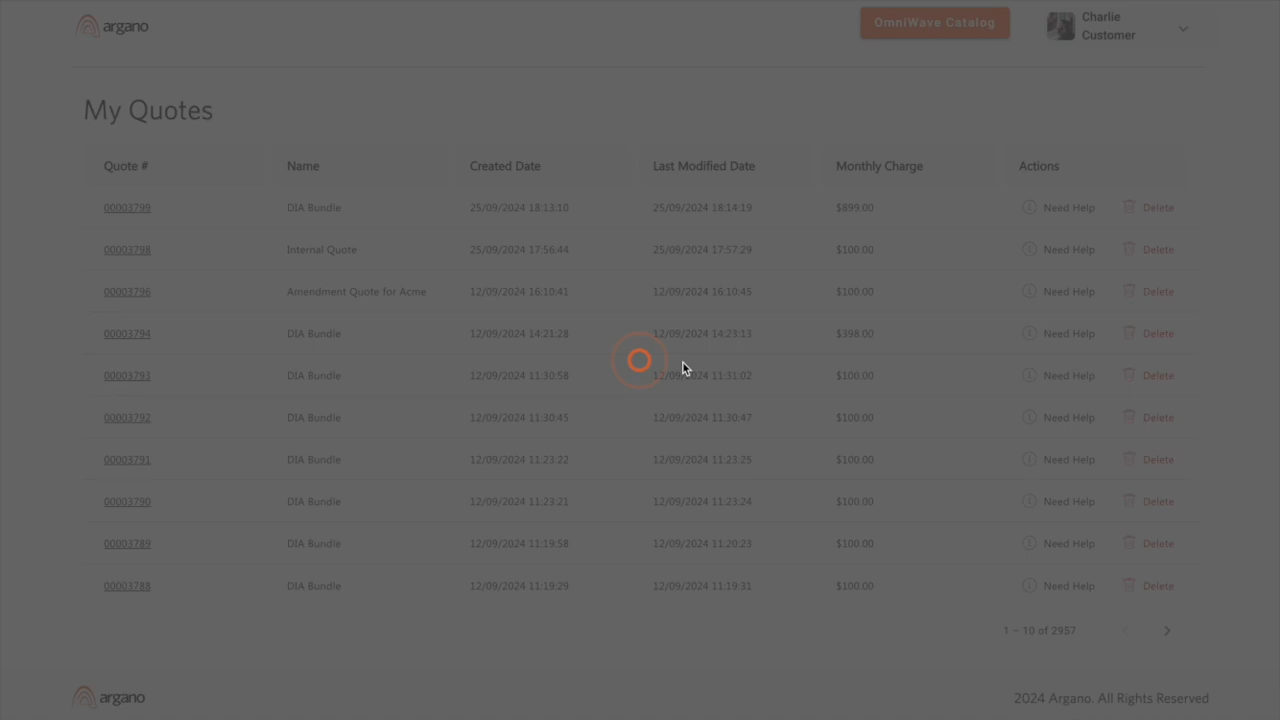 argano
OmniWave Catalog
Charlie
Customer
My Quotes
Quote # Name Created Date Last Modified Date Monthly Charge Actions
00003799 DIA Bundle 25/09/2024 18:13:10 25/09/2024 18:14:19 $899.00 Need Help Delete
00003798 Internal Quote 25/09/2024 17:56:44 25/09/2024 17:57:29 $100.00 Need Help Delete
00003796 Amendment Quote for Acme 12/09/2024 16:10:41 12/09/2024 16:10:45 $100.00 Need Help Delete
00003794 DIA Bundle 12/09/2024 14:21:28 12/09/2024 14:23:13 $398.00 Need Help Delete
00003793 DIA Bundle 12/09/2024 11:30:58 12/09/2024 11:31:02 $100.00 Need Help Delete
00003792 DIA Bundle 12/09/2024 11:30:45 12/09/2024 11:30:47 $100.00 Need Help Delete
00003791 DIA Bundle 12/09/2024 11:23:22 12/09/2024 11:23:25 $100.00 Need Help Delete
00003790 DIA Bundle 12/09/2024 11:23:21 12/09/2024 11:23:24 $100.00 Need Help Delete
00003789 DIA Bundle 12/09/2024 11:19:58 12/09/2024 11:20:23 $100.00 Need Help Delete
00003788 DIA Bundle 12/09/2024 11:19:29 12/09/2024 11:19:31 $100.00 Need Help Delete
1 – 10 of 2957
argano
2024 Argano. All Rights Reserved